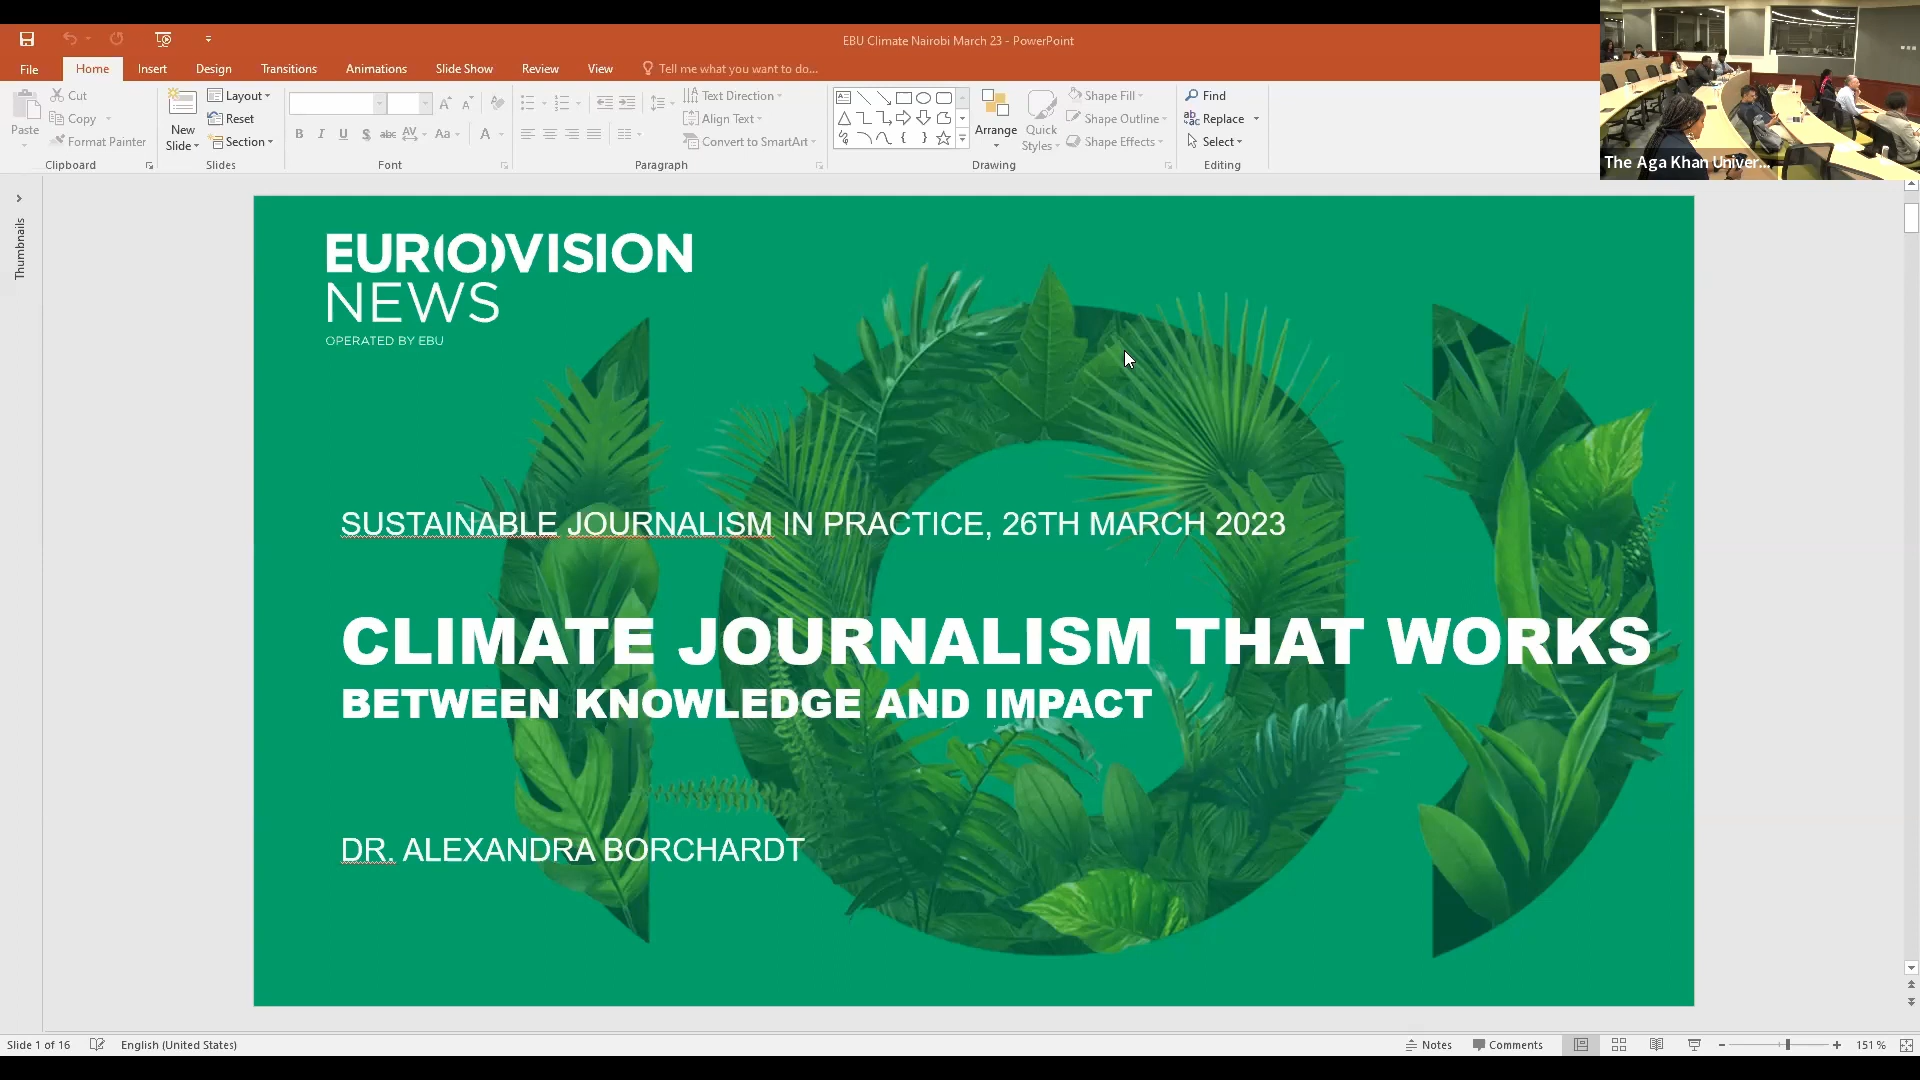 EBU Climate Nairobi March 23 - PowerPoint
File Home Insert Design Transitions Animations Slide Show Review View Tell me what you want to do...
Paste
Cut
Copy
Format Painter
Clipboard
New Slide
Layout
Reset
Section
Slides
Font
Text Direction
Align Text
Convert to SmartArt
Paragraph
Arrange
Quick Styles
Shape Fill
Shape Outline
Shape Effects
Drawing
Find
Replace
Select
Editing
The Aga Khan Univer...
Thumbnails
EUR(O)VISION
NEWS
OPERATED BY EBU
SUSTAINABLE JOURNALISM IN PRACTICE, 26TH MARCH 2023
CLIMATE JOURNALISM THAT WORKS
BETWEEN KNOWLEDGE AND IMPACT
DR. ALEXANDRA BORCHARDT
Slide 1 of 16 English (United States) Notes Comments 151 %